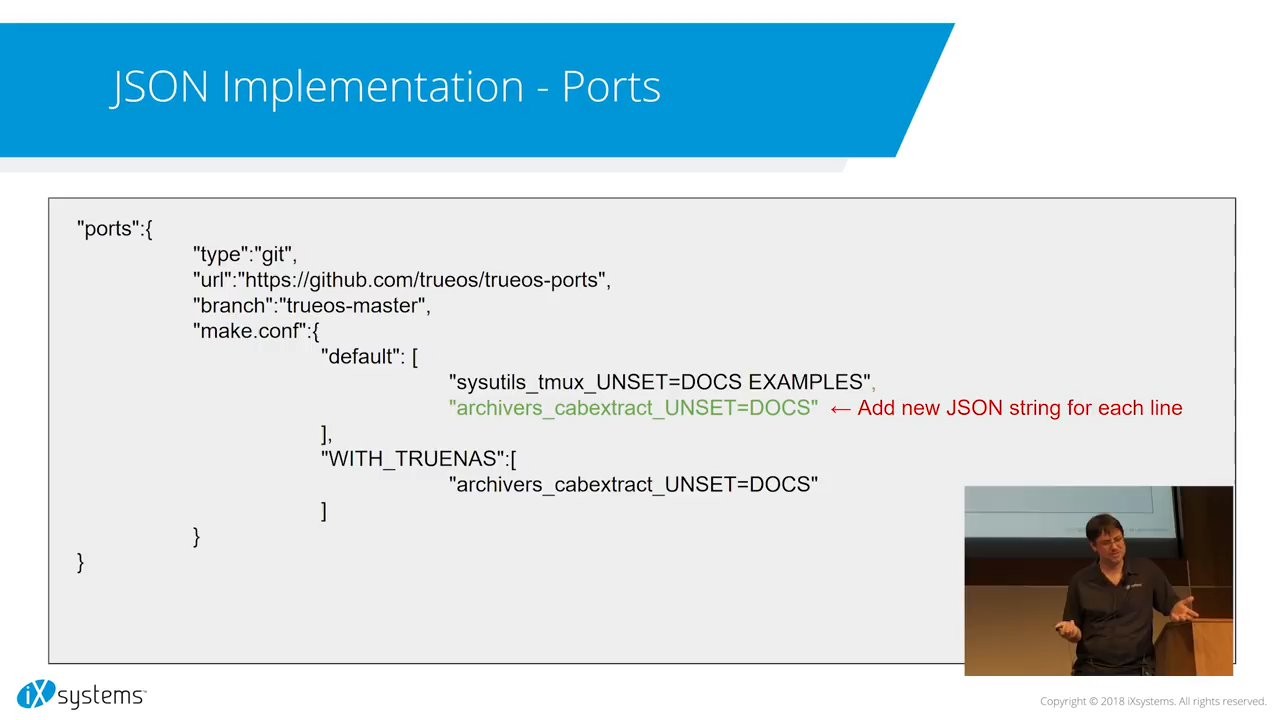 JSON Implementation - Ports
"ports":{
"type":"git",
"url":"https://github.com/trueos/trueos-ports",
"branch":"trueos-master",
"make.conf":{
"default": [
"sysutils_tmux_UNSET=DOCS EXAMPLES",
"archivers_cabextract_UNSET=DOCS" ← Add new JSON string for each line
],
"WITH_TRUENAS":[
"archivers_cabextract_UNSET=DOCS"
]
}
}
iXsystems™
Copyright © 2018 iXsystems. All rights reserved.